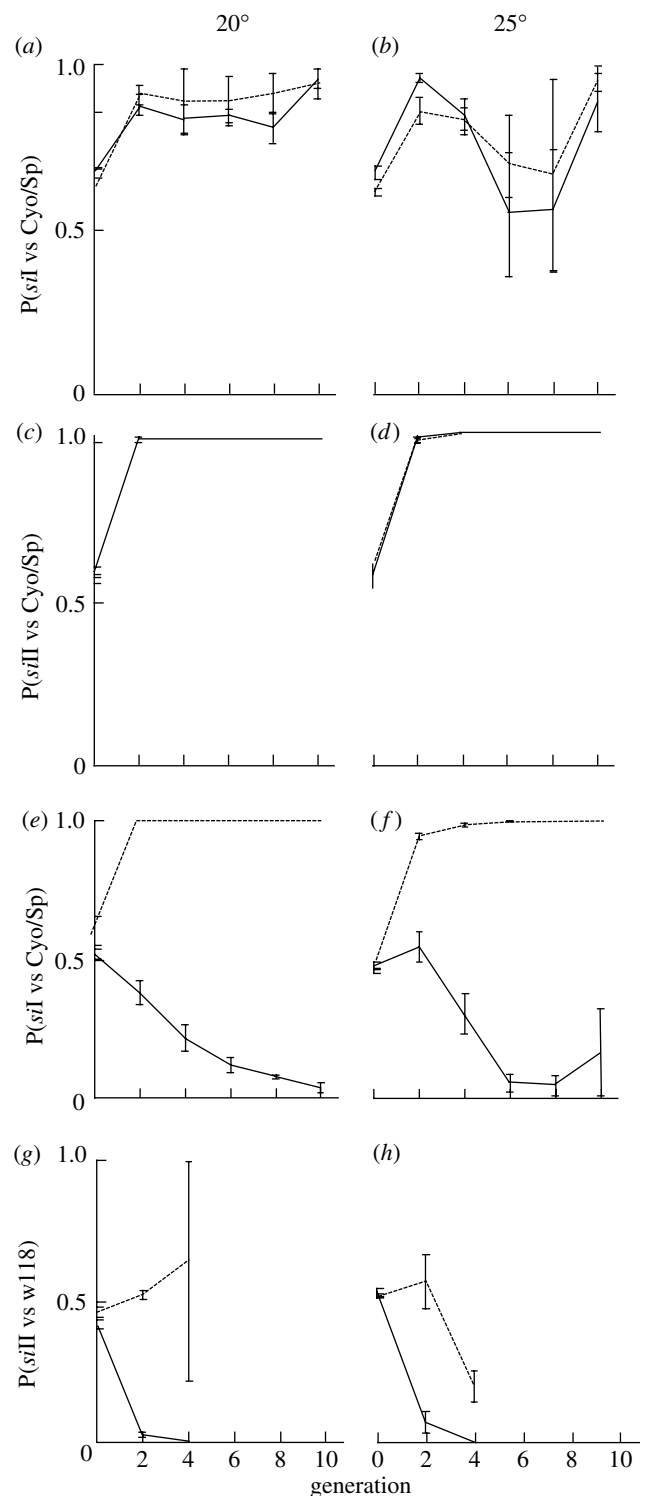 20° 25°
(a) (b)
1.0
0.5
0
P(siI vs Cyo/Sp)
(c) (d)
1.0
0.5
0
P(siII vs Cyo/Sp)
(e) (f)
1.0
0.5
0
P(siI vs Cyo/Sp)
(g) (h)
1.0
0.5
0
P(siII vs w118)
0 2 4 6 8 10 0 2 4 6 8 10
generation